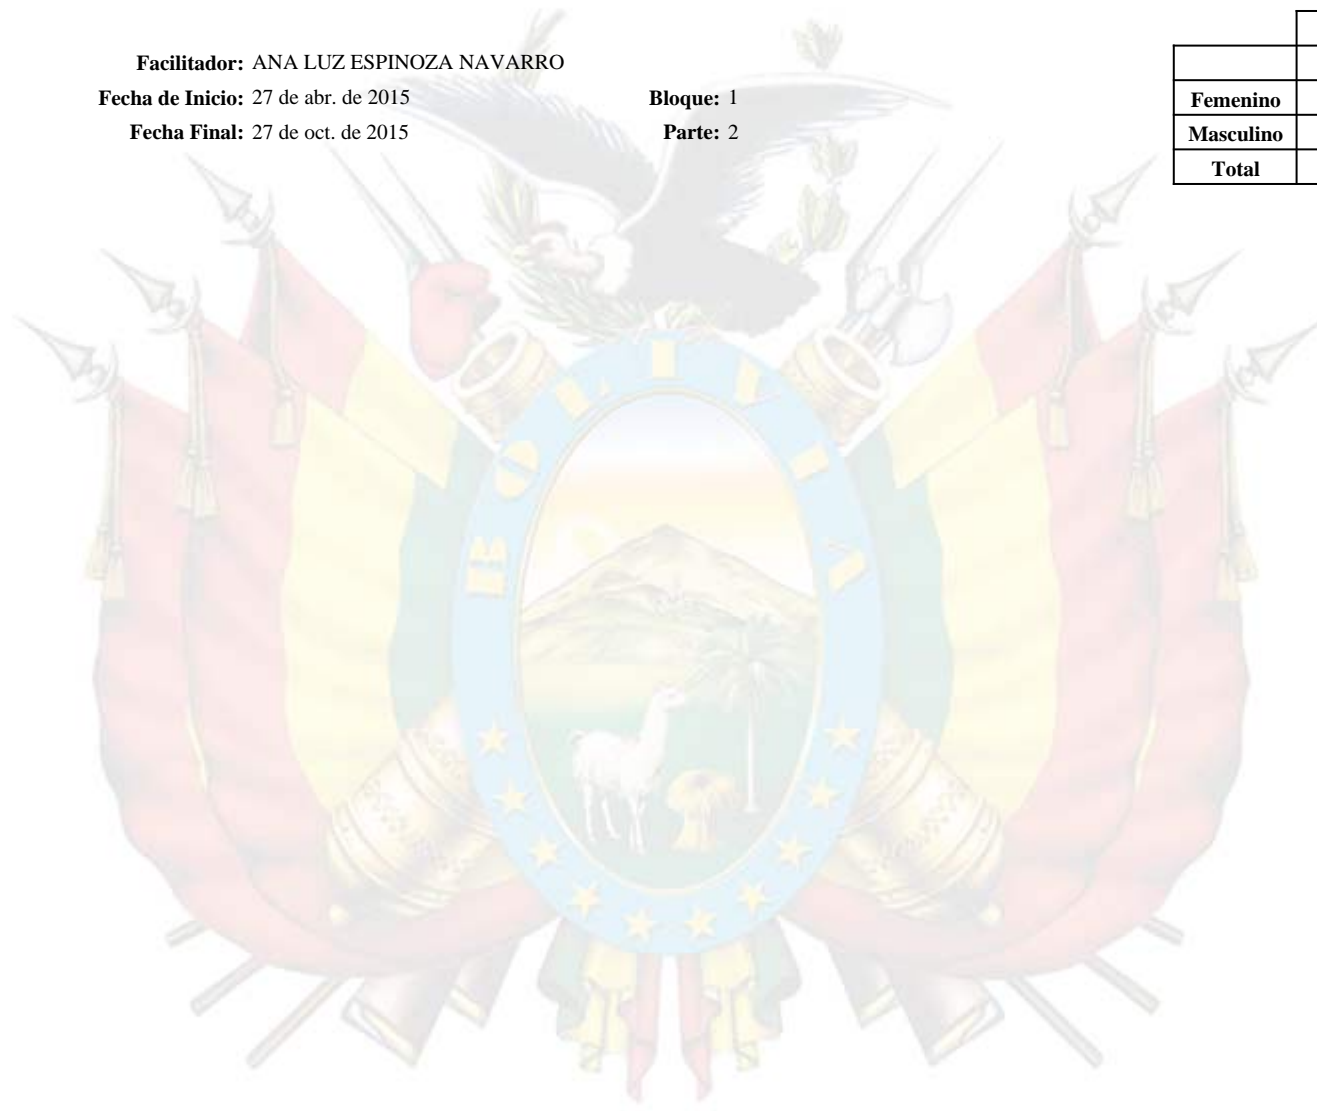 Facilitador: ANA LUZ ESPINOZA NAVARRO
Fecha de Inicio: 27 de abr. de 2015 Bloque: 1
Fecha Final: 27 de oct. de 2015 Parte: 2
Femenino
Masculino
Total
BOLIVIA